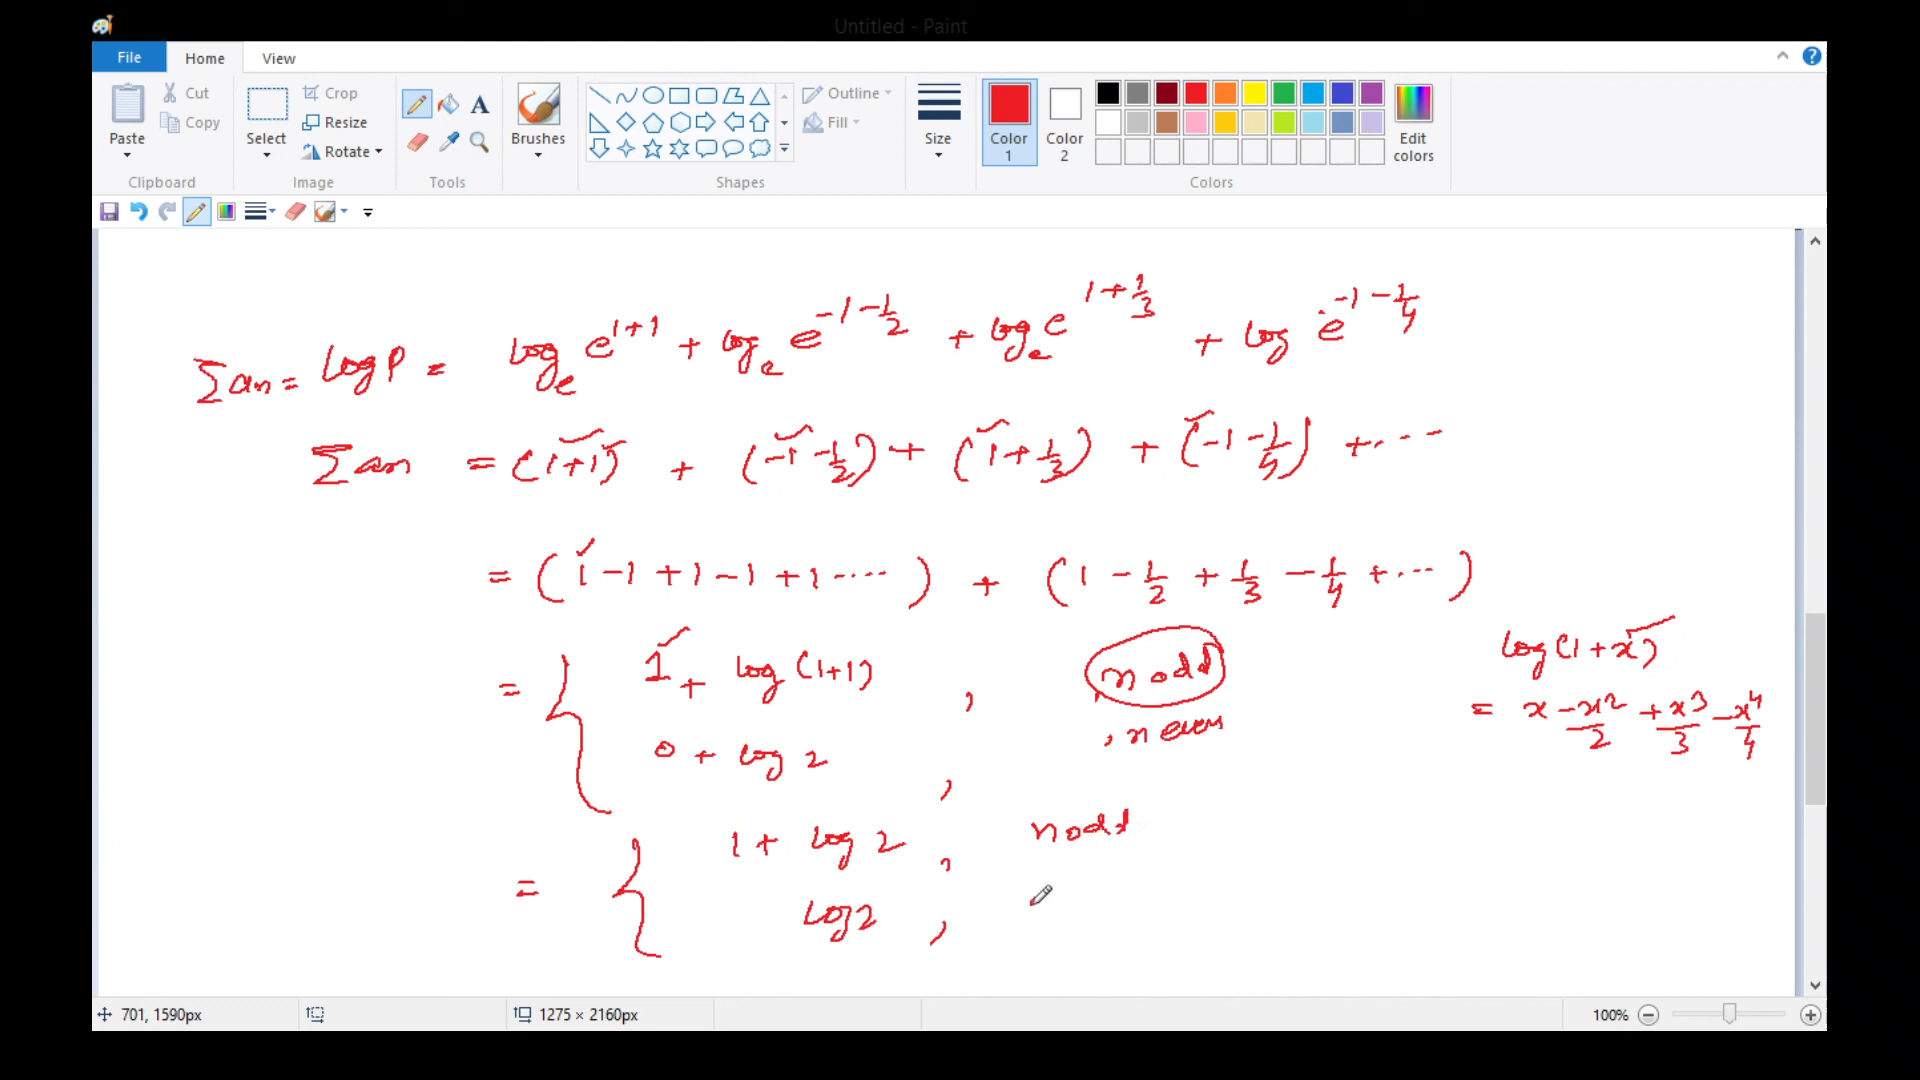 Untitled - Paint
File Home View
Paste Cut Copy Clipboard
Select Crop Resize Rotate Image
Tools
Brushes
Shapes Outline Fill
Size
Color 1 Color 2 Edit colors Colors
Σan = log P = log_e e^{1+1} + log_e e^{-1-1/2} + log_e e^{1+1/3} + log e^{-1-1/4}
Σan = (1+1) + (-1-1/2) + (1+1/3) + (-1-1/4) + ....
= (1-1+1-1+1.....) + (1 - 1/2 + 1/3 - 1/4 + ...)
= { 1 + log (1+1) , n odd
0 + log 2 , , n even
log (1+x)
= x - x²/2 + x³/3 - x⁴/4
= { 1 + log 2 , n odd
log 2 ,
701, 1590px 1275 × 2160px 100%